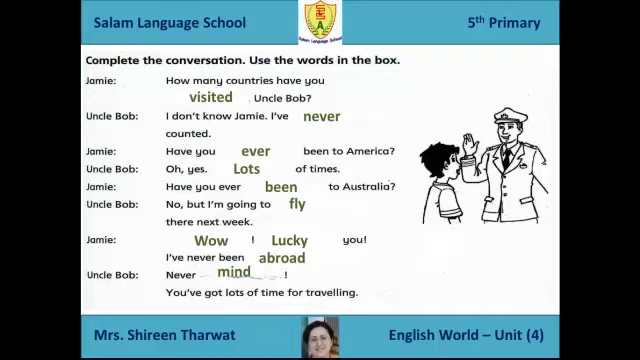 Salam Language School
5th Primary
Salam Language School
Complete the conversation. Use the words in the box.
Jamie: How many countries have you
visited , Uncle Bob?
Uncle Bob: I don't know Jamie. I've never
counted.
Jamie: Have you ever been to America?
Uncle Bob: Oh, yes. Lots of times.
Jamie: Have you ever been to Australia?
Uncle Bob: No, but I'm going to fly
there next week.
Jamie: Wow ! Lucky you!
I've never been abroad
Uncle Bob: Never mind !
You've got lots of time for travelling.
Mrs. Shireen Tharwat
English World – Unit (4)